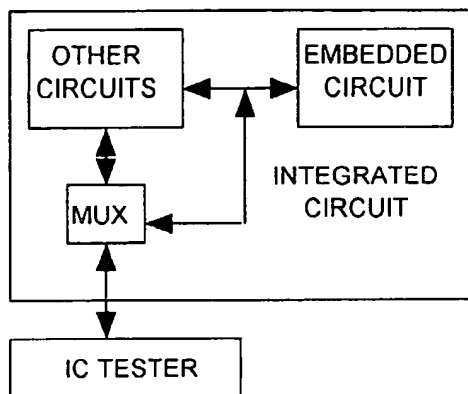 OTHER
CIRCUITS
EMBEDDED
CIRCUIT
INTEGRATED
CIRCUIT
MUX
IC TESTER